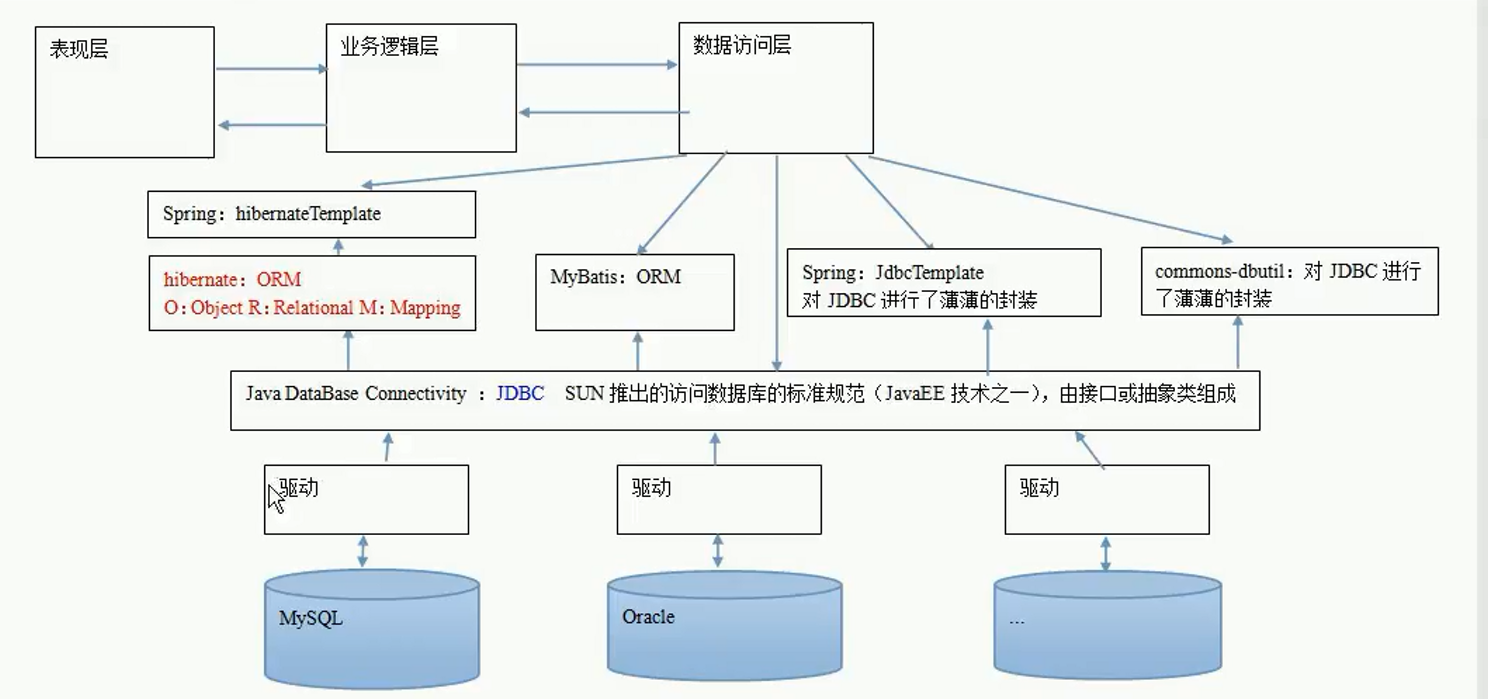 表现层
业务逻辑层
数据访问层
Spring：hibernateTemplate
hibernate：ORM
O：Object R：Relational M：Mapping
MyBatis：ORM
Spring：JdbcTemplate
对 JDBC 进行了薄薄的封装
commons-dbutil：对 JDBC 进行
了薄薄的封装
Java DataBase Connectivity ：JDBC SUN 推出的访问数据库的标准规范（JavaEE 技术之一），由接口或抽象类组成
驱动
驱动
驱动
MySQL
Oracle
...